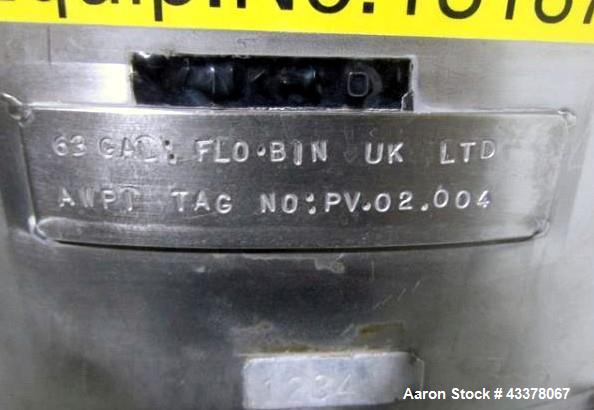 63 GAL: FLO·BIN UK LTD
AWPT TAG NO:PV.02.004
1234
Aaron Stock # 43378067